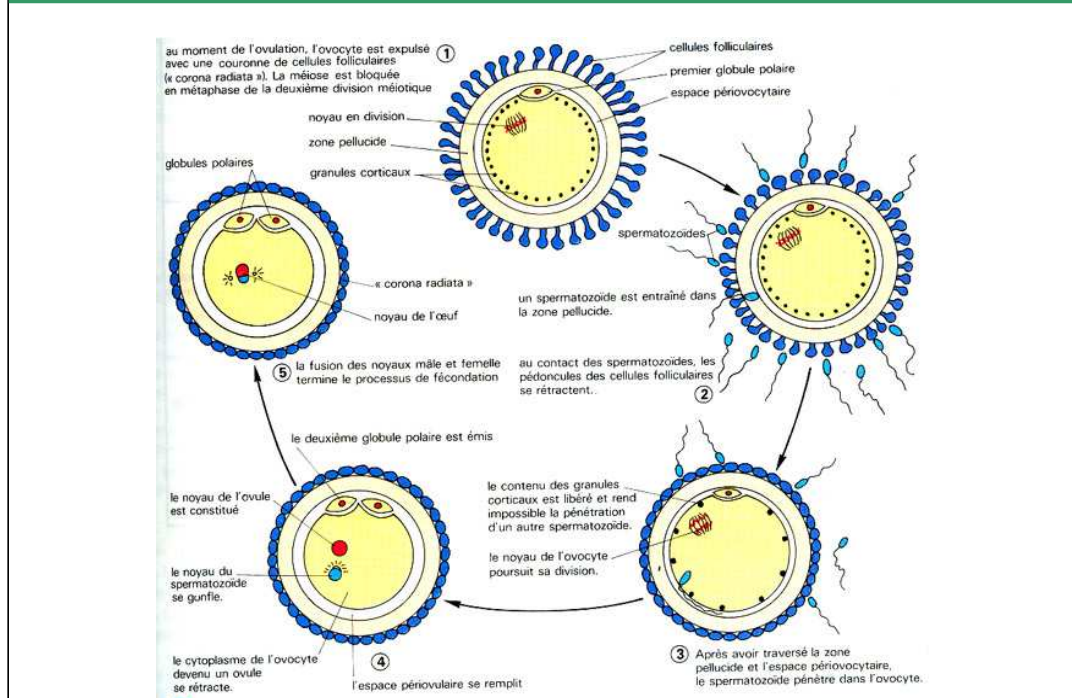 au moment de l'ovulation, l'ovocyte est expulsé
avec une couronne de cellules folliculaires
(« corona radiata »). La méiose est bloquée
en métaphase de la deuxième division méiotique
1
cellules folliculaires
premier globule polaire
espace périovocytaire
noyau en division
zone pellucide
granules corticaux
globules polaires
spermatozoïdes
« corona radiata »
noyau de l'œuf
un spermatozoïde est entraîné dans
la zone pellucide.
5 la fusion des noyaux mâle et femelle
termine le processus de fécondation
au contact des spermatozoïdes, les
pédoncules des cellules folliculaires
se rétractent..
2
le deuxième globule polaire est émis
le noyau de l'ovule
est constitué
le noyau du
spermatozoïde
se gunfle.
le contenu des granules
corticaux est libéré et rend
impossible la pénétration
d'un autre spermatozoïde.
le noyau de l'ovocyte
poursuit sa division.
le cytoplasme de l'ovocyte
devenu un ovule
se rétracte.
4
l'espace périovulaire se remplit
3 Après avoir traversé la zone
pellucide et l'espace périovocytaire,
le spermatozoïde pénètre dans l'ovocyte.